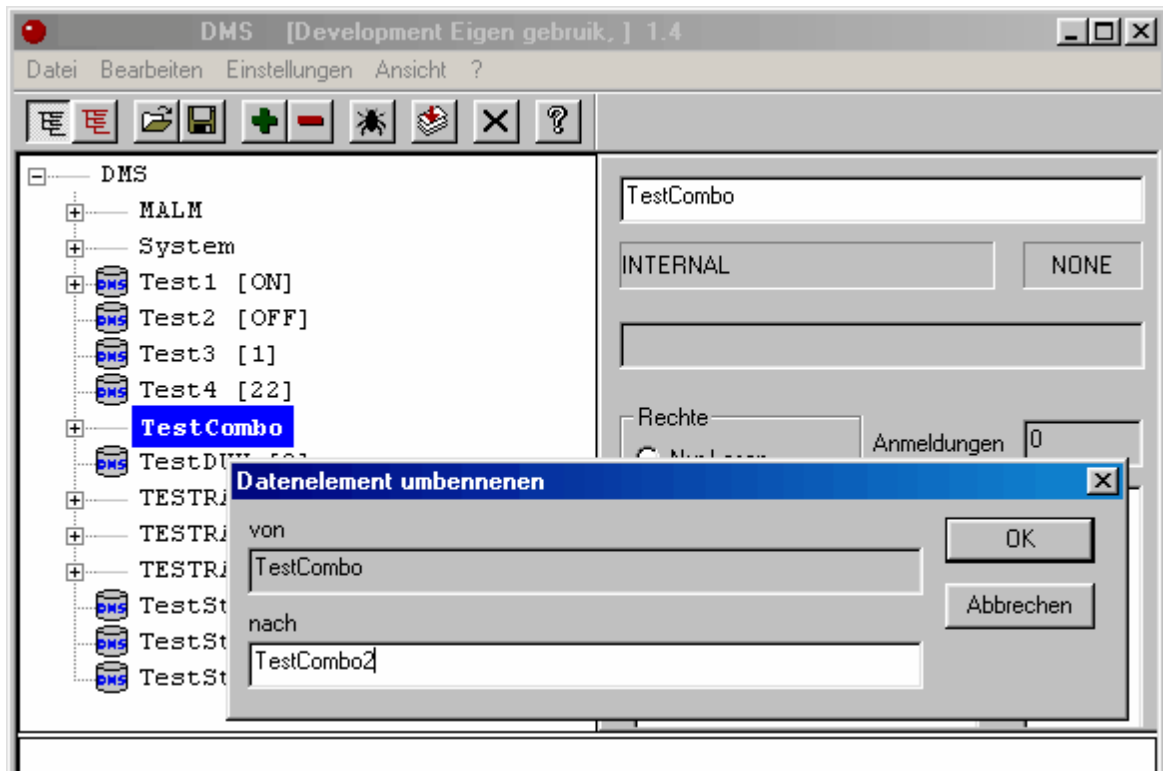 DMS [Development Eigen gebruik, ] 1.4
Datei Bearbeiten Einstellungen Ansicht ?
DMS
MALM
System
Test1 [ON]
Test2 [OFF]
Test3 [1]
Test4 [22]
TestCombo
TestCombo
INTERNAL
NONE
Rechte
Anmeldungen
0
Datenelement umbennenen
von
TestCombo
nach
TestCombo2
OK
Abbrechen